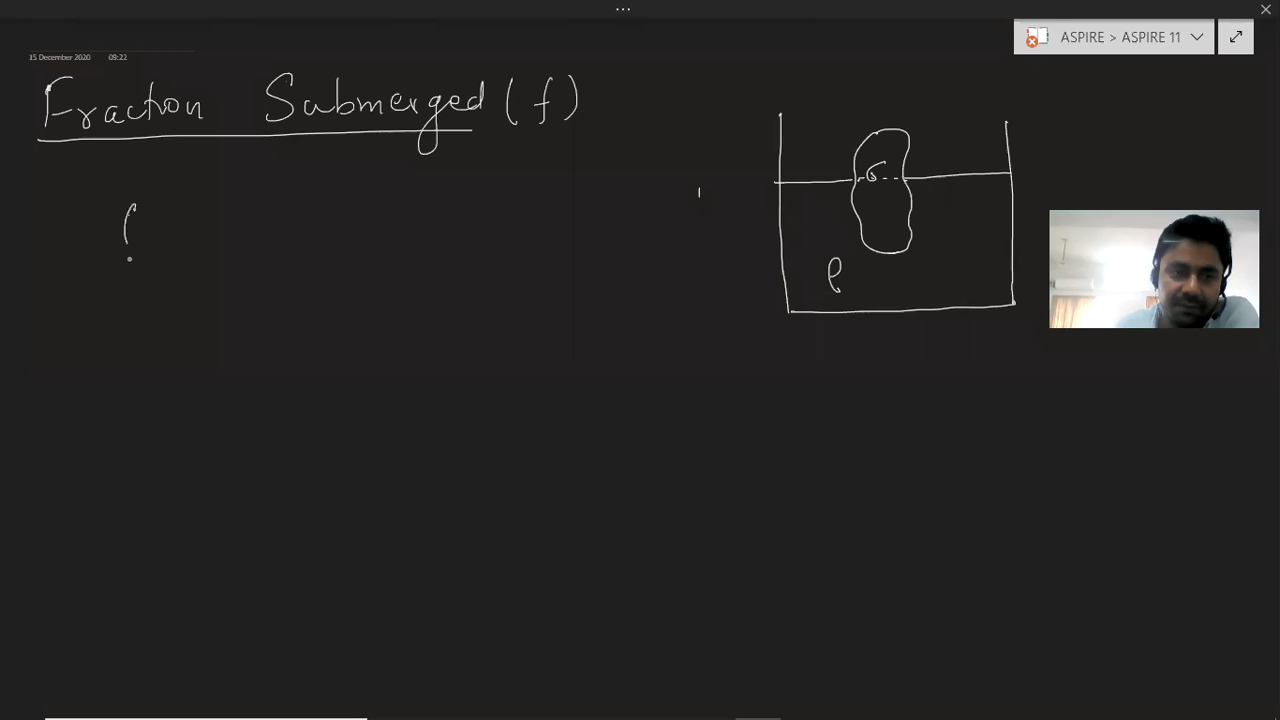 ASPIRE > ASPIRE 11
15 December 2020 09:22
Fraction Submerged (f)
σ
ρ